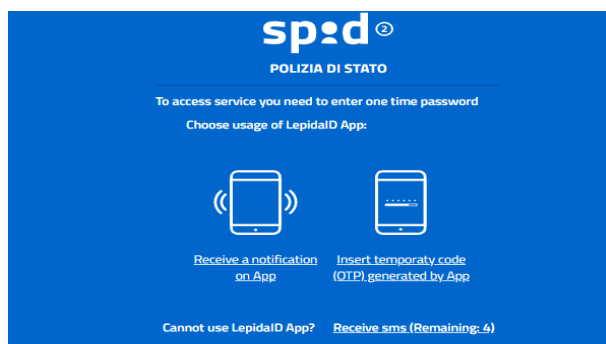 spid 2
POLIZIA DI STATO
To access service you need to enter one time password
Choose usage of LepidaID App:
Receive a notification
on App
Insert temporaty code
(OTP) generated by App
Cannot use LepidaID App? Receive sms (Remaining: 4)